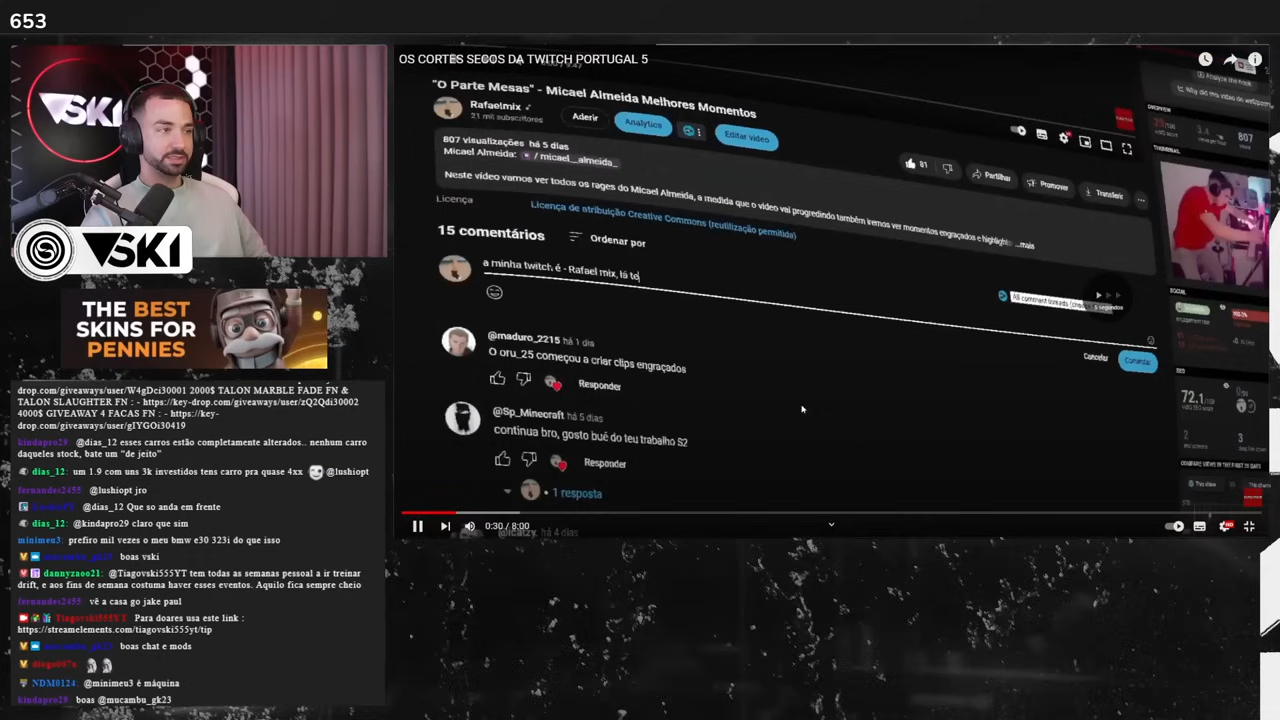 653
VSKI
VSKI
THE BEST
SKINS FOR
PENNIES
drop.com/giveaways/user/W4gDci30001 2000$ TALON MARBLE FADE FN &
TALON SLAUGHTER FN : - https://key-drop.com/giveaways/user/zQ2Qdi30002
4000$ GIVEAWAY 4 FACAS FN : - https://key-
drop.com/giveaways/user/gIYGOi30419
kindapro29 @dias_12 esses carros estão completamente alterados.. nenhum carro
daqueles stock, bate um "de jeito"
dias_12: um 1.9 com uns 3k investidos tens carro pra quase 4xx @lushiopt
fernandes2455 @lushiopt jro
@dias_12 Que so anda em frente
dias_12: @kindapro29 claro que sim
minimeu3: prefiro mil vezes o meu bmw e30 323i do que isso
mucambu_gk23 boas vski
dannyzao21: @Tiagovski555YT tem todas as semanas pessoal a ir treinar
drift, e aos fins de semana costuma haver esses eventos. Aquilo fica sempre cheio
fernandes2455 vê a casa go jake paul
Tiagovski555YT Para doares usa este link :
https://streamelements.com/tiagovski555yt/tip
mucambu_gk23 boas chat e mods
NDM0124: @minimeu3 é máquina
kindapro29 boas @mucambu_gk23
OS CORTES SECOS DA TWITCH PORTUGAL 5
"O Parte Mesas" - Micael Almeida Melhores Momentos
Rafaelmix
21 mil subscritores
Aderir
Analytics
Editar vídeo
81
Partilhar
Promover
Transferir
807 visualizações há 5 dias
Micael Almeida: / micael_almeida_
Neste vídeo vamos ver todos os rages do Micael Almeida, a medida que o video vai progredindo também iremos ver momentos engraçados e highligh ...mais
Licença
Licença de atribuição Creative Commons (reutilização permitida)
15 comentários
Ordenar por
a minha twitch é - Rafael mix, lá to
Cancelar
Comentar
@maduro_2215 há 1 dia
O oru_25 começou a criar clips engraçados
Responder
@Sp_Minecraft há 5 dias
continua bro, gosto bué do teu trabalho S2
Responder
1 resposta
há 4 dias
0:30 / 8:00
807
72.1